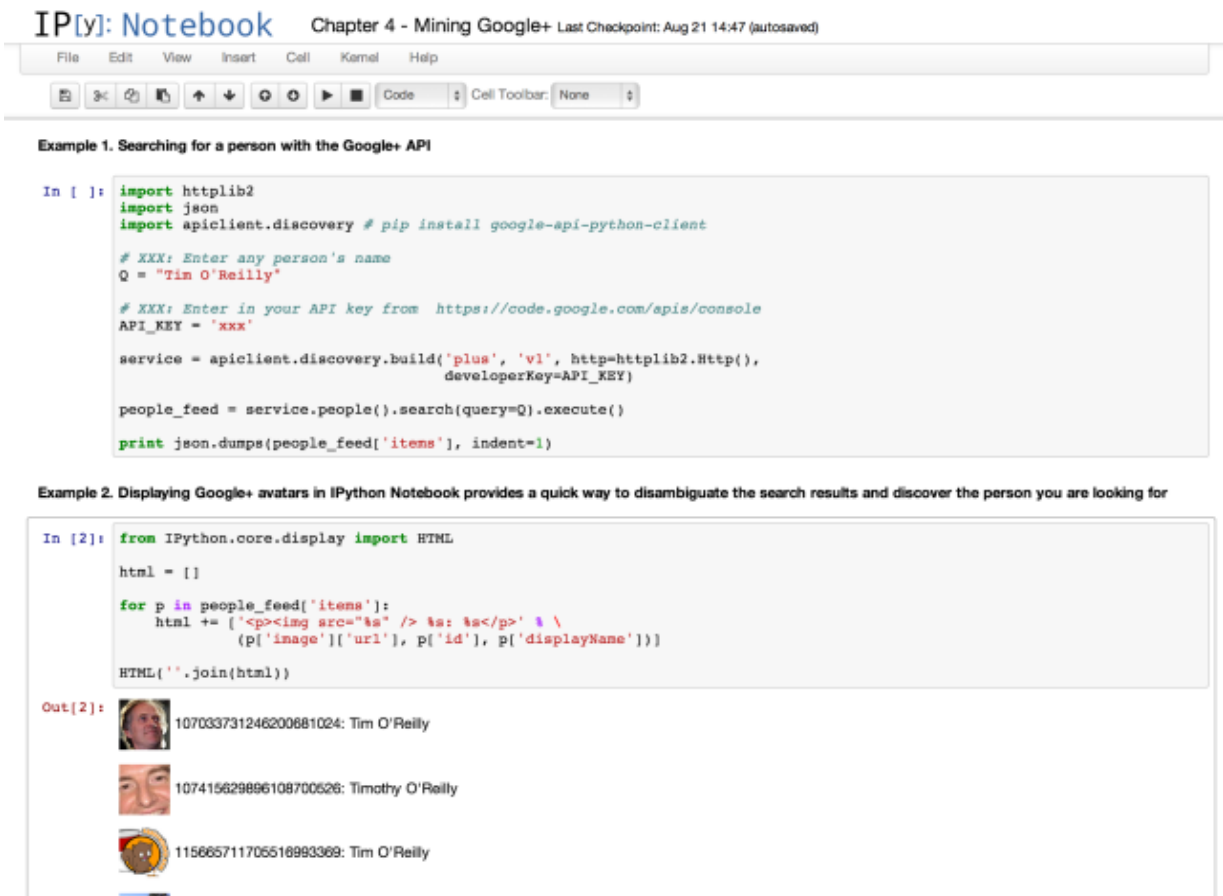 IP[y]: Notebook Chapter 4 - Mining Google+ Last Checkpoint: Aug 21 14:47 (autosaved)
File Edit View Insert Cell Kernel Help
Code Cell Toolbar: None
Example 1. Searching for a person with the Google+ API
In [ ]: import httplib2
import json
import apiclient.discovery # pip install google-api-python-client
# XXX: Enter any person's name
Q = "Tim O'Reilly"
# XXX: Enter in your API key from  https://code.google.com/apis/console
API_KEY = 'xxx'
service = apiclient.discovery.build('plus', 'v1', http=httplib2.Http(),
developerKey=API_KEY)
people_feed = service.people().search(query=Q).execute()
print json.dumps(people_feed['items'], indent=1)
Example 2. Displaying Google+ avatars in IPython Notebook provides a quick way to disambiguate the search results and discover the person you are looking for
In [2]: from IPython.core.display import HTML
html = []
for p in people_feed['items']:
html += ['<p><img src="%s" /> %s: %s</p>' % \
(p['image']['url'], p['id'], p['displayName'])]
HTML(''.join(html))
Out[2]:
107033731246200681024: Tim O'Reilly
107415629896108700526: Timothy O'Reilly
115665711705516993369: Tim O'Reilly